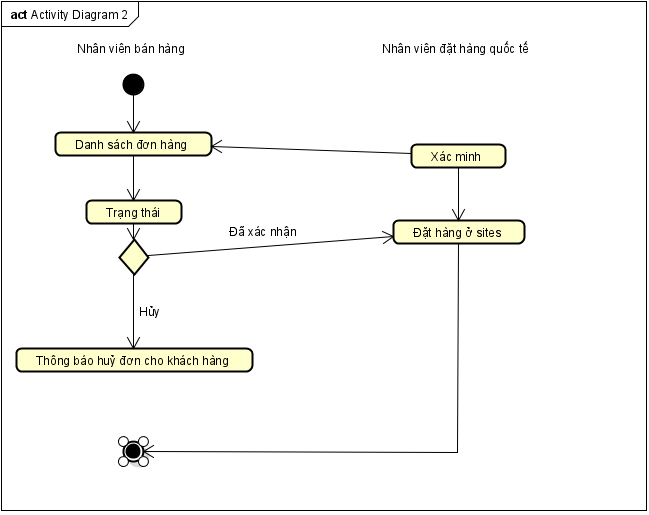 act Activity Diagram 2
Nhân viên bán hàng
Nhân viên đặt hàng quốc tế
Danh sách đơn hàng
Xác minh
Trạng thái
Đã xác nhận
Đặt hàng ở sites
Hủy
Thông báo huỷ đơn cho khách hàng